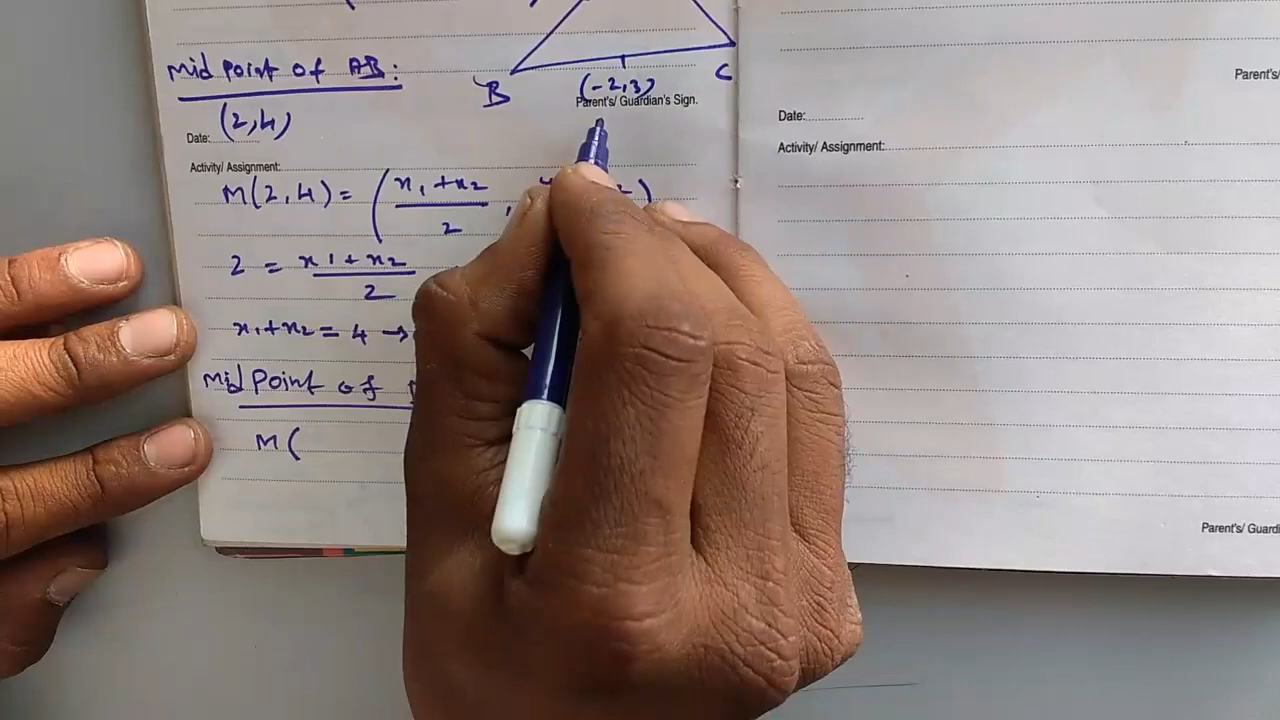 Mid Point of AB:
B
C
(-2,3)
Parent's/ Guardian's Sign.
(2,4)
Date:
Activity/ Assignment:
M(2,4) = (x1+x2/2,
2 = x1+x2/2
x1+x2 = 4 →
Mid Point of
M(
Parent's/
Date:
Activity/ Assignment:
Parent's/